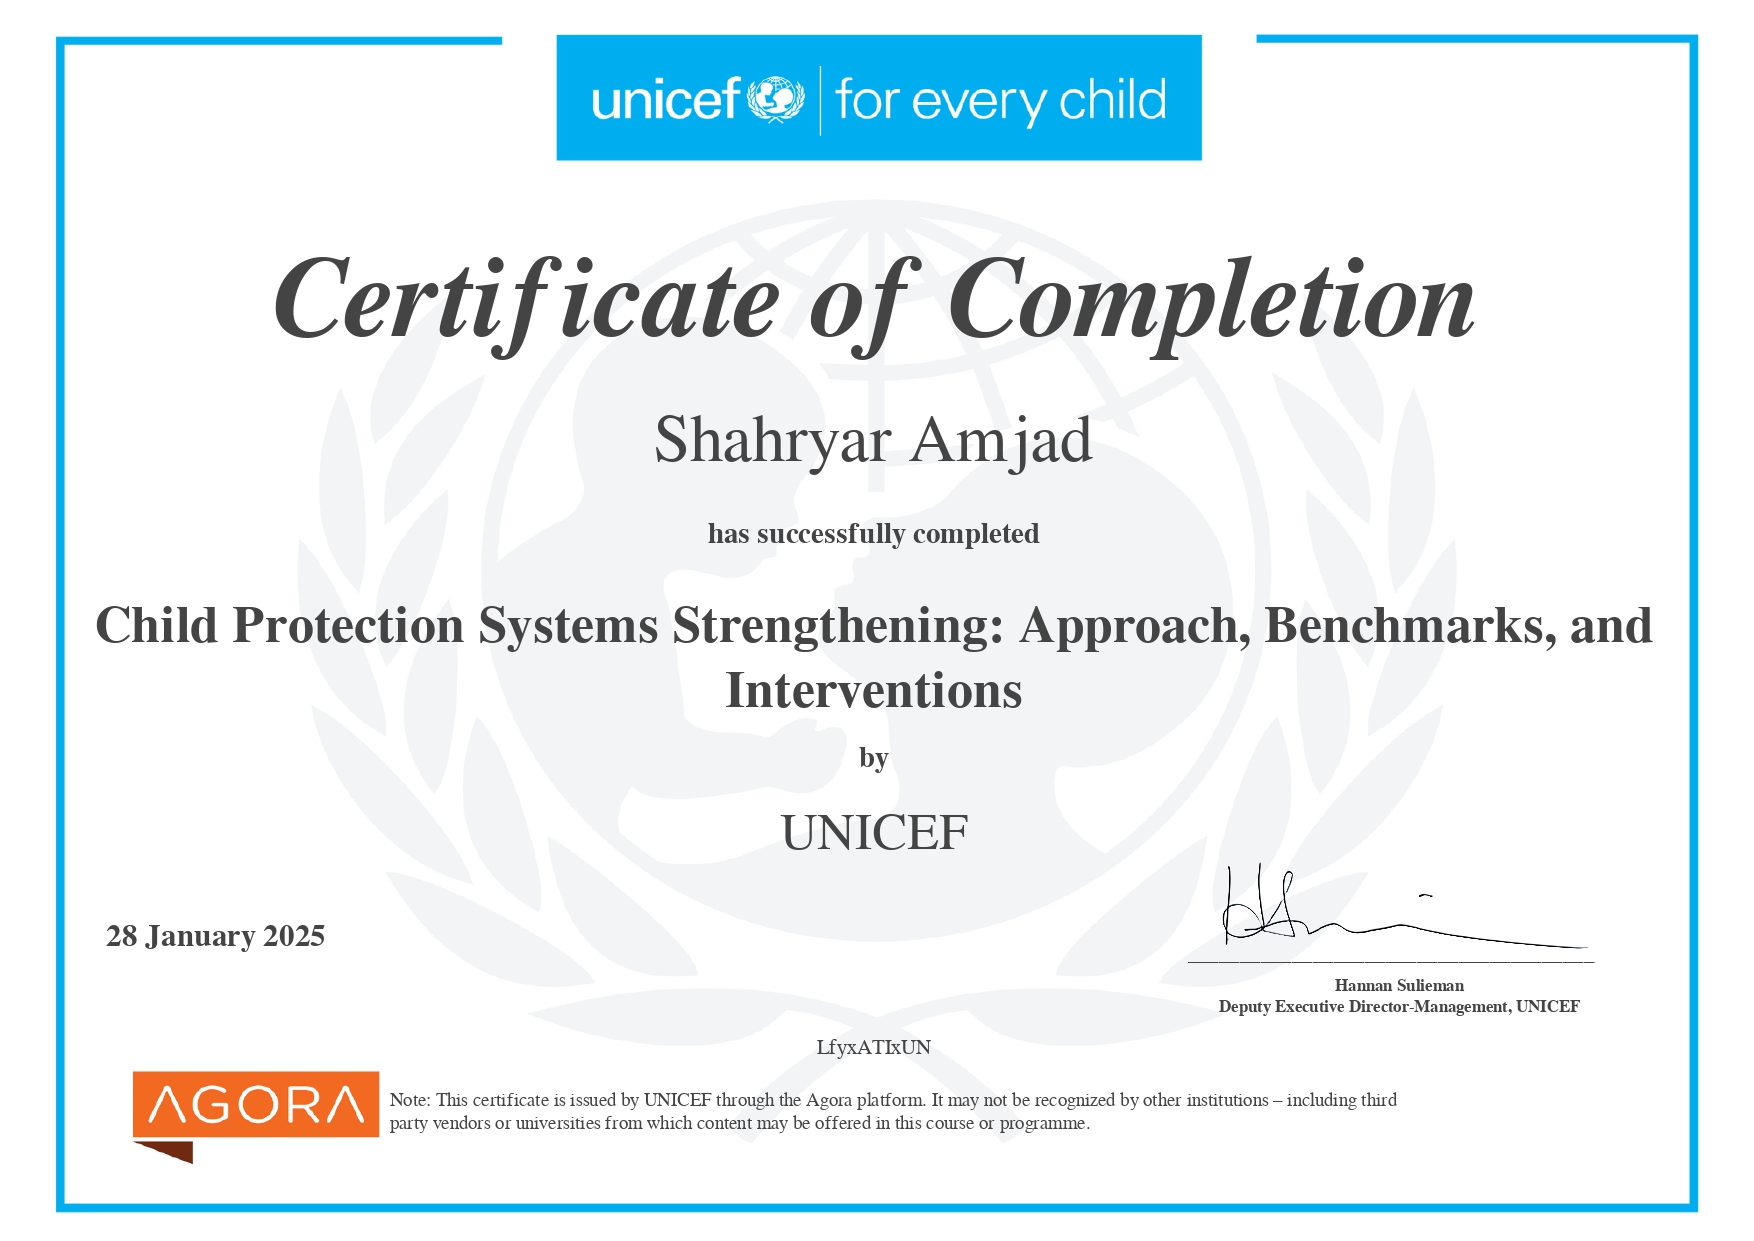 unicef for every child
Certificate of Completion
Shahryar Amjad
has successfully completed
Child Protection Systems Strengthening: Approach, Benchmarks, and
Interventions
by
UNICEF
28 January 2025
Hannan Sulieman
Deputy Executive Director-Management, UNICEF
LfyxATIxUN
AGORA
Note: This certificate is issued by UNICEF through the Agora platform. It may not be recognized by other institutions – including third
party vendors or universities from which content may be offered in this course or programme.